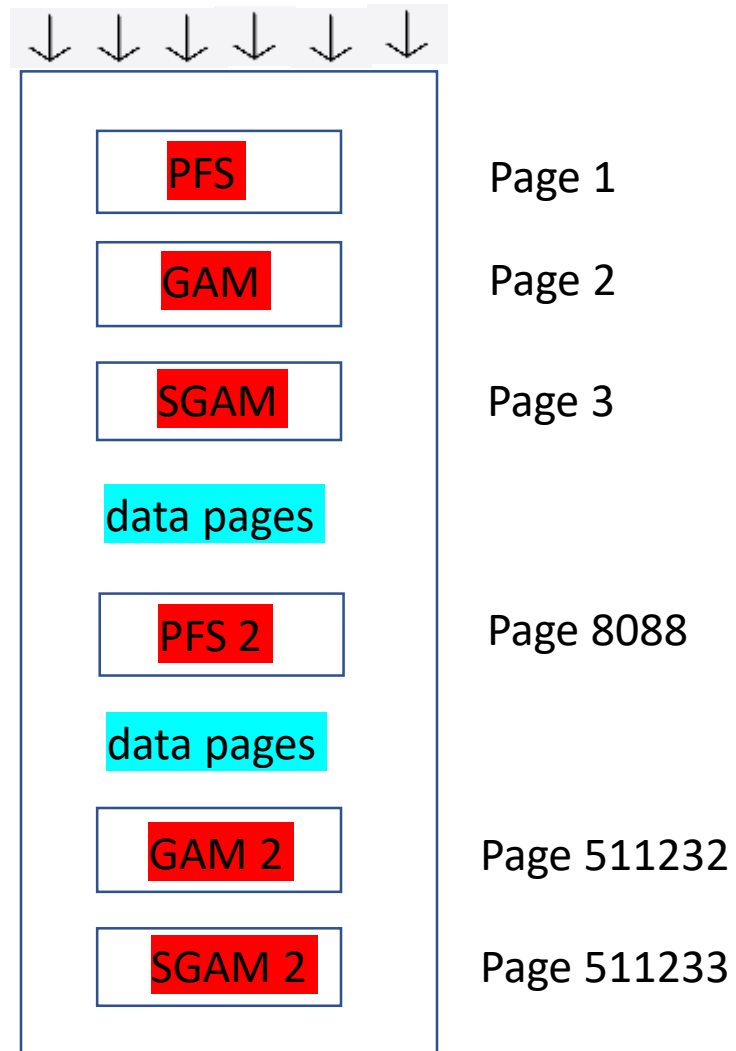 PFS Page 1
GAM Page 2
SGAM Page 3
data pages
PFS 2 Page 8088
data pages
GAM 2 Page 511232
SGAM 2 Page 511233